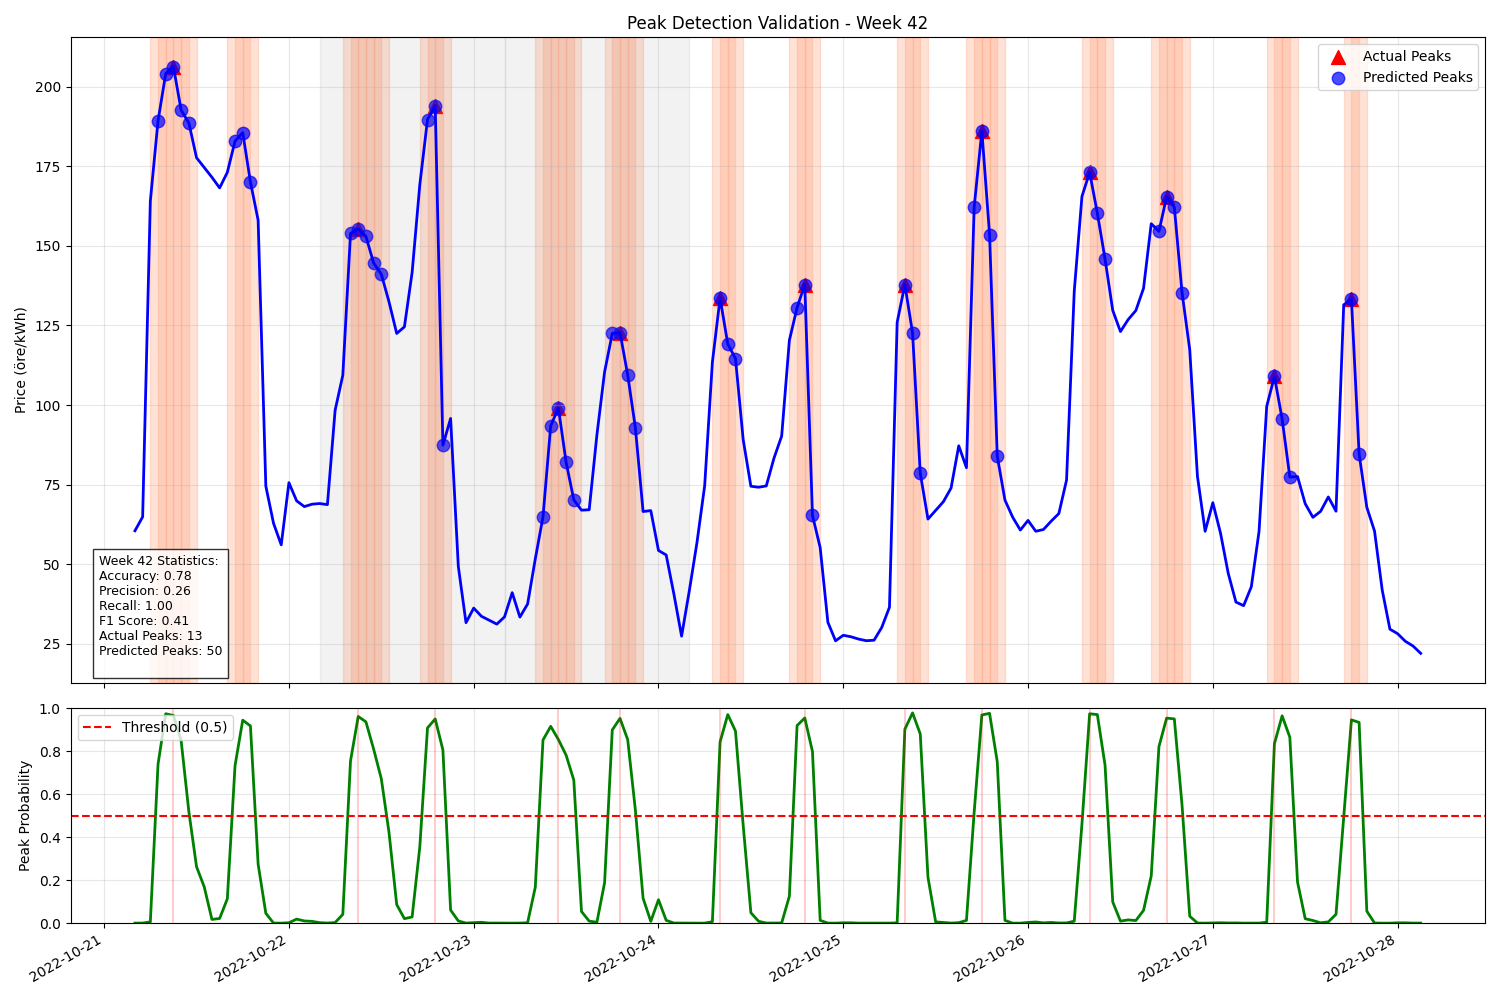 Peak Detection Validation - Week 42
Price (öre/kWh)
200
175
150
125
100
75
50
25
Actual Peaks
Predicted Peaks
Week 42 Statistics:
Accuracy: 0.78
Precision: 0.26
Recall: 1.00
F1 Score: 0.41
Actual Peaks: 13
Predicted Peaks: 50
Peak Probability
1.0
0.8
0.6
0.4
0.2
0.0
Threshold (0.5)
2022-10-21
2022-10-22
2022-10-23
2022-10-24
2022-10-25
2022-10-26
2022-10-27
2022-10-28